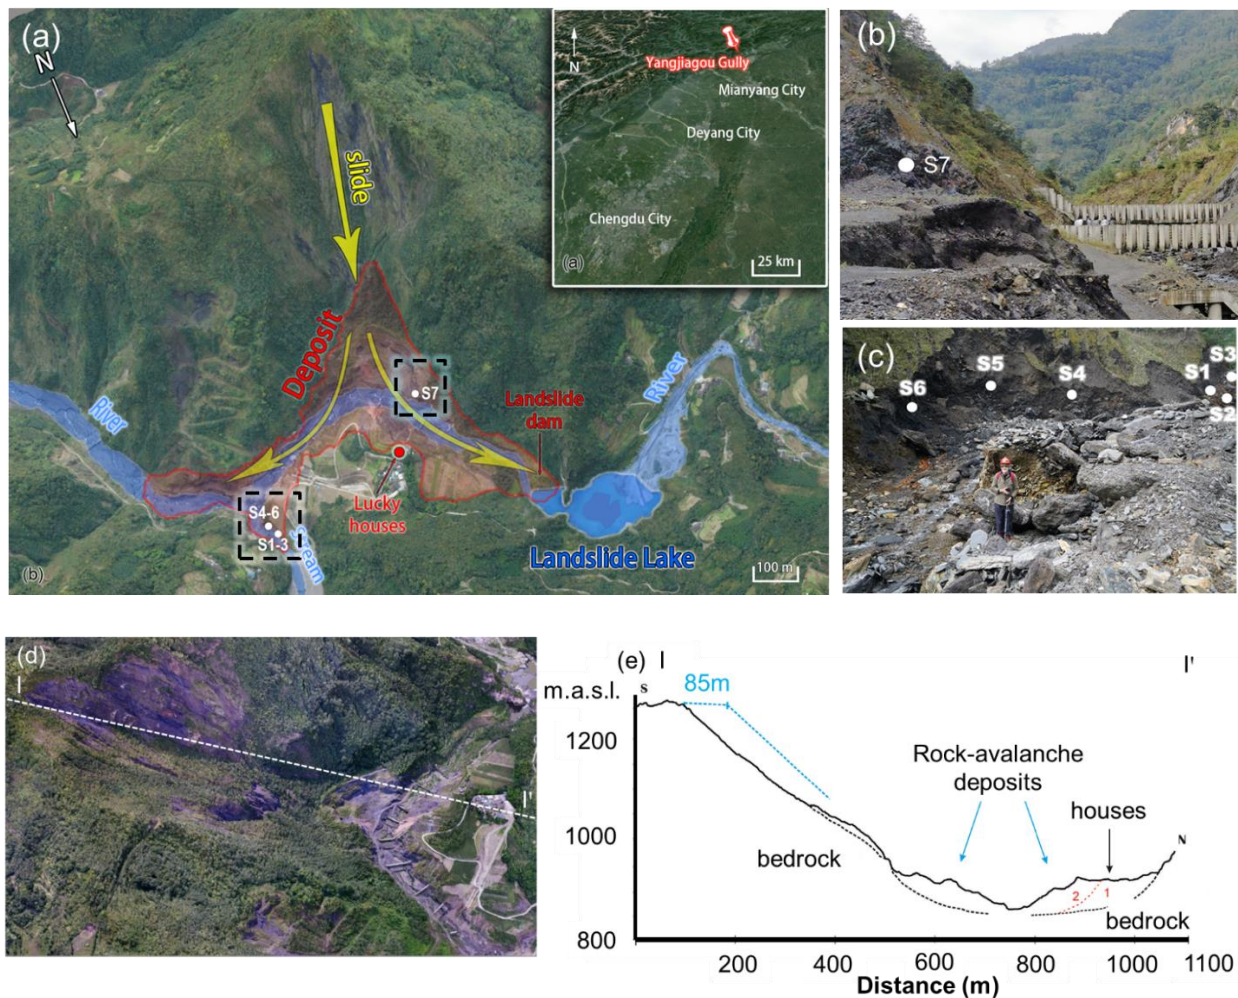 (a)
N
slide
Deposit
River
S7
Landslide
dam
River
Lucky
houses
S4-6
S1-3
Stream
Landslide Lake
100 m
(b)
N
Yangjiagou Gully
Mianyang City
Deyang City
Chengdu City
(a)
25 km
(b)
S7
(c)
S6
S5
S4
S1
S3
S2
(d)
I
I'
(e)
I
I'
m.a.s.l.
S
85m
1200
1000
800
Rock-avalanche
deposits
houses
N
bedrock
2
1
bedrock
200
400
600
800
1000
1100
Distance (m)